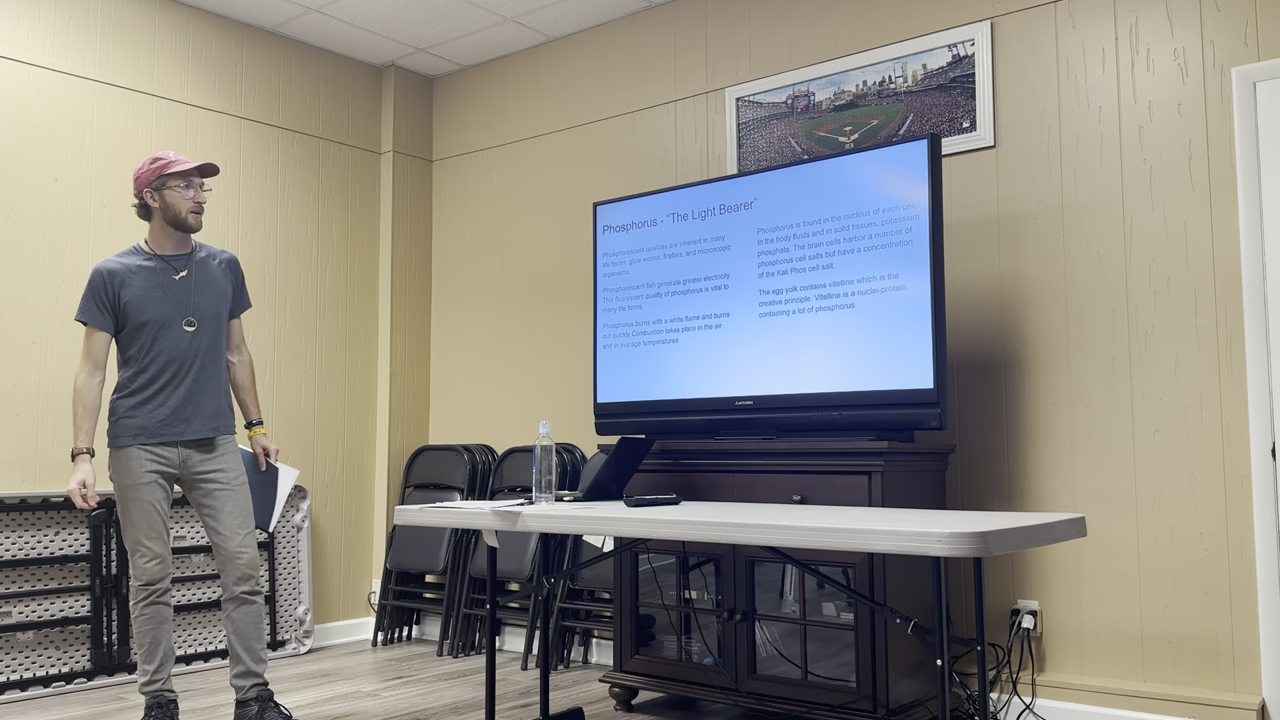 Phosphorus - "The Light Bearer"
Phosphorescent qualities are inherent in many
life forms: glue worms, fireflies, and microscopic
organisms.
Phosphorescent fish generate greater electricity.
This fluorescent quality of phosphorus is vital to
many life forms.
Phosphorus burns with a white flame and burns
out quickly. Combustion takes place in the air
and in average temperatures.
Phosphorus is found in the nucleus of each cell,
in the body fluids and in solid tissues, potassium
phosphate. The brain cells harbor a number of
phosphorus cell salts but have a concentration
of the Kali Phos cell salt.
The egg yolk contains vitelline which is the
creative principle. Vitelline is a nuclei-protein
containing a lot of phosphorus.
MITSUBISHI